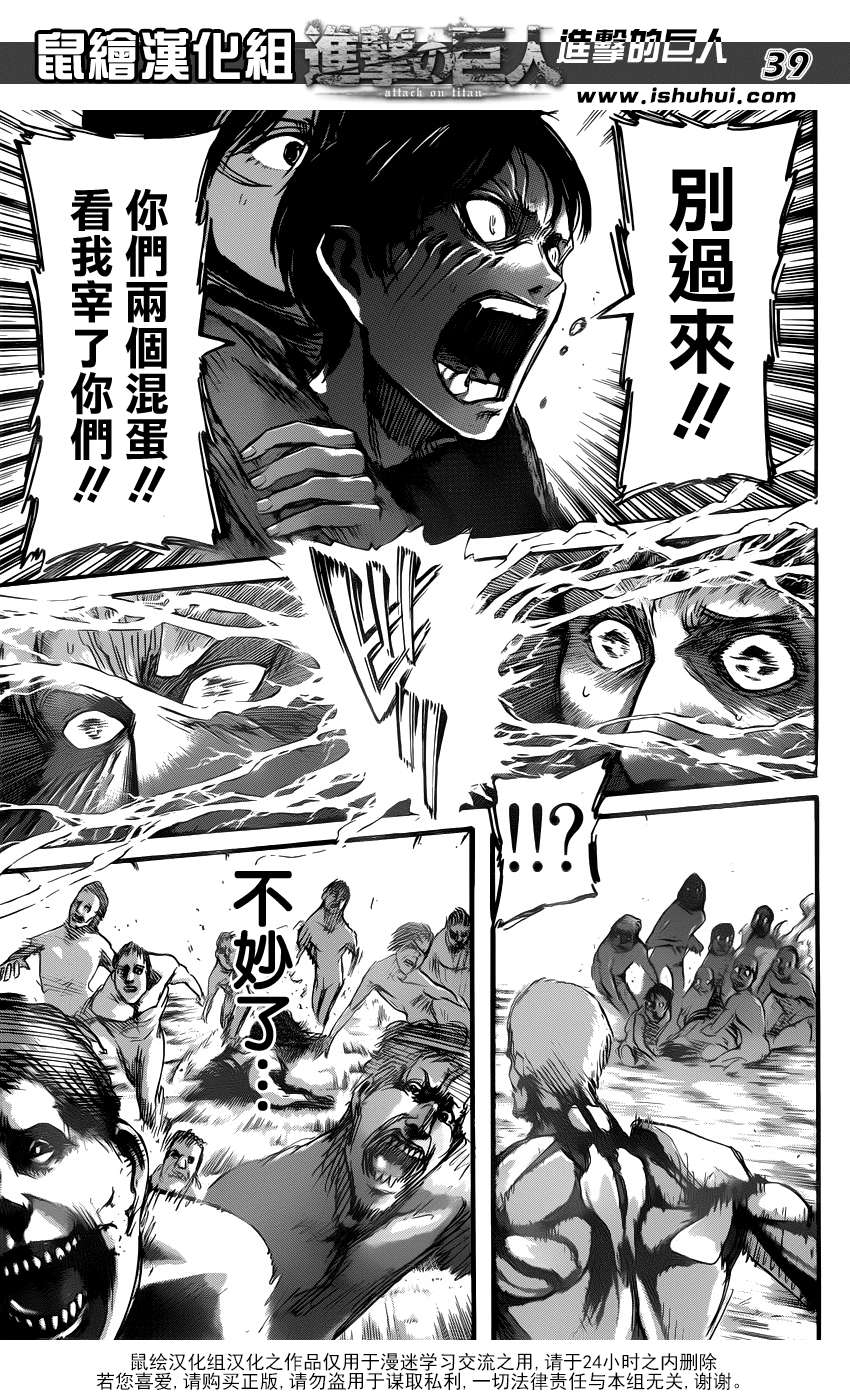 鼠繪漢化組
進撃の巨人
attack on titan
進擊的巨人
39
www.ishuhui.com
別過來!!
你們兩個混蛋!!
看我宰了你們!!
!!?
不妙了…
鼠绘汉化组汉化之作品仅用于漫迷学习交流之用,请于24小时之内删除
若您喜爱,请购买正版,请勿盗用于谋取私利,一切法律责任与本组无关,谢谢。